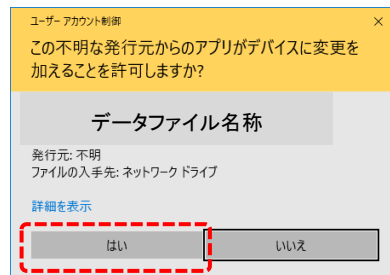 ユーザー アカウント制御
この不明な発行元からのアプリがデバイスに変更を
加えることを許可しますか?
データファイル名称
発行元: 不明
ファイルの入手先: ネットワーク ドライブ
詳細を表示
はい
いいえ